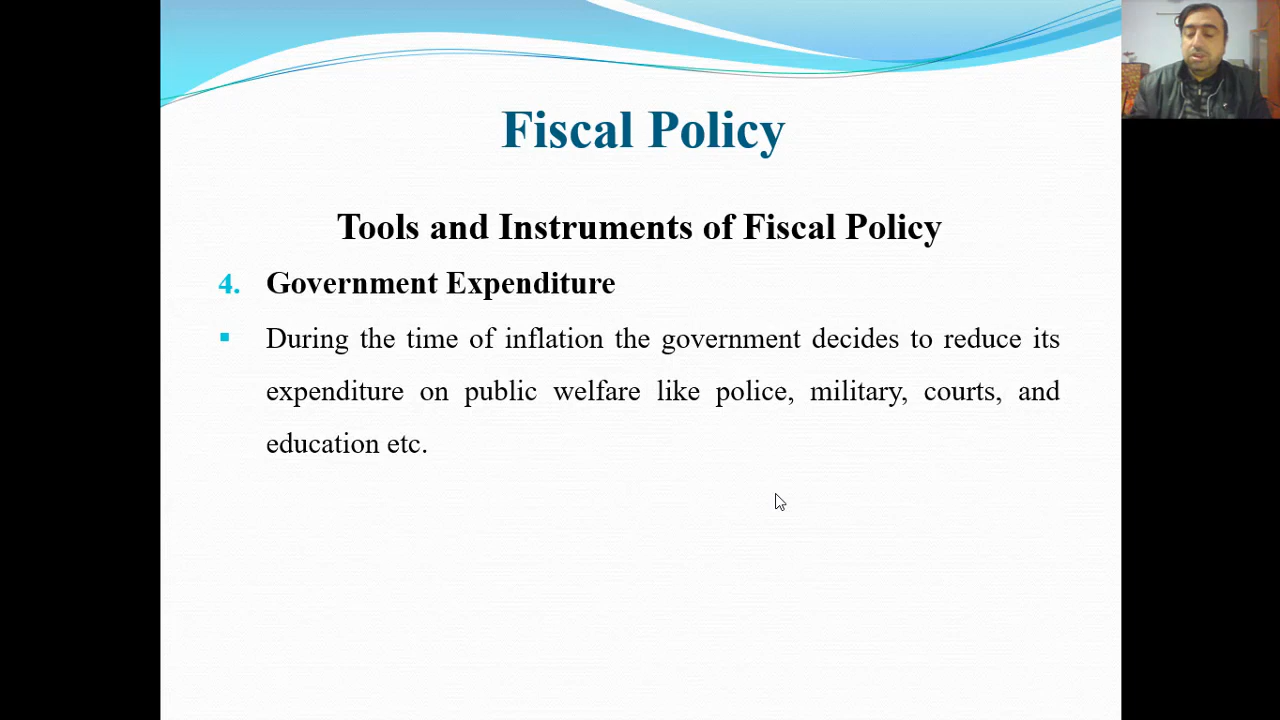 Fiscal Policy
Tools and Instruments of Fiscal Policy
4. Government Expenditure
▪ During the time of inflation the government decides to reduce its
expenditure on public welfare like police, military, courts, and
education etc.